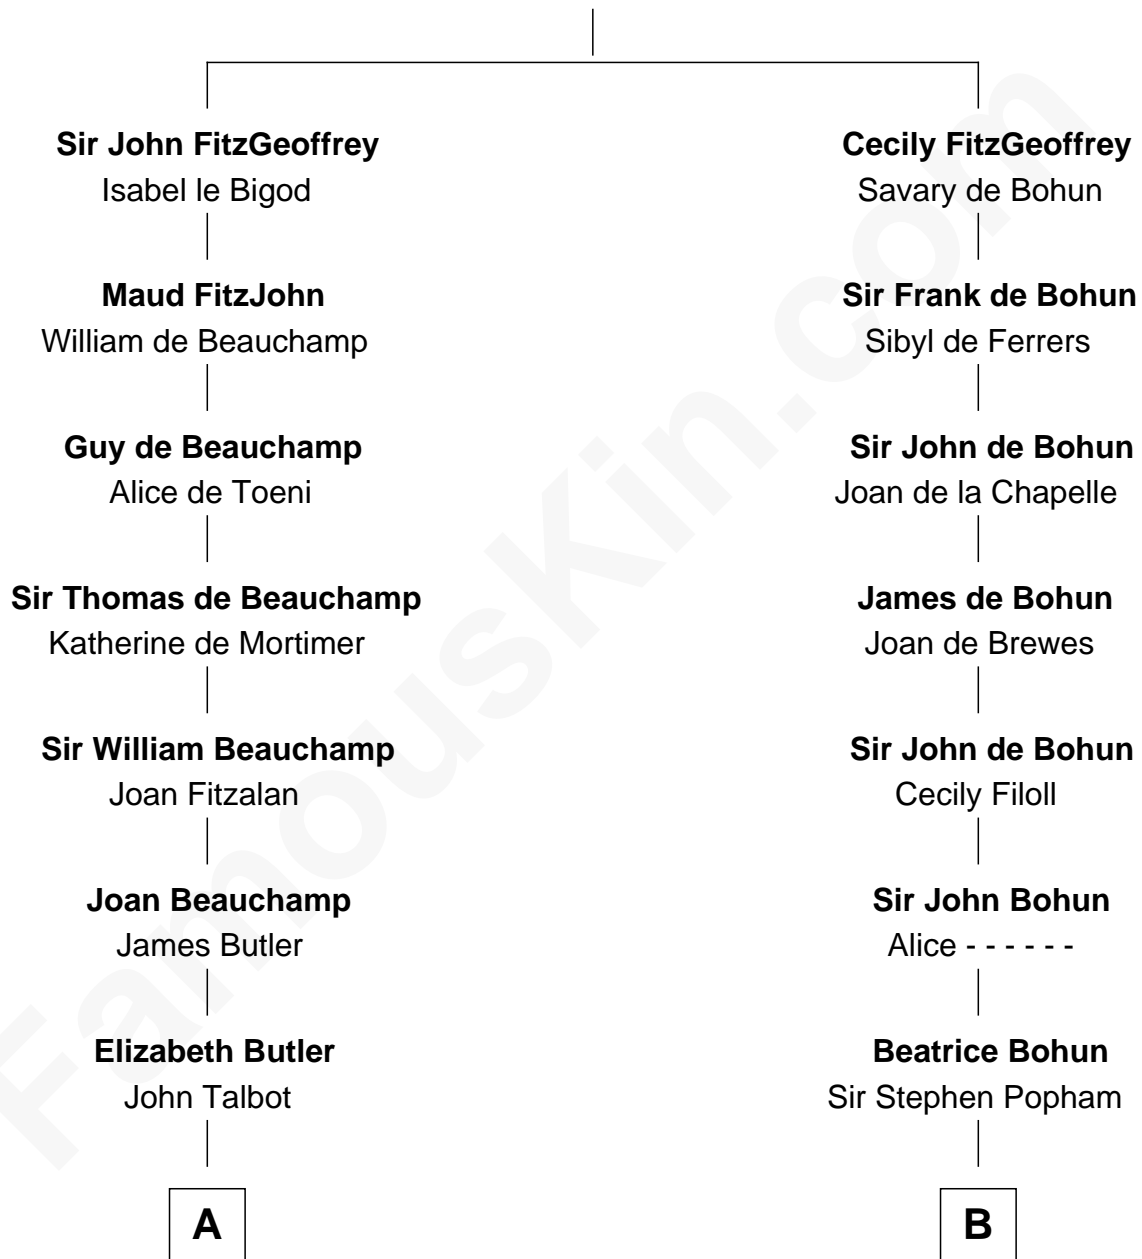 Sir John FitzGeoffrey
Isabel le Bigod
Cecily FitzGeoffrey
Savary de Bohun
Maud FitzJohn
William de Beauchamp
Sir Frank de Bohun
Sibyl de Ferrers
Guy de Beauchamp
Alice de Toeni
Sir John de Bohun
Joan de la Chapelle
Sir Thomas de Beauchamp
Katherine de Mortimer
James de Bohun
Joan de Brewes
Sir William Beauchamp
Joan Fitzalan
Sir John de Bohun
Cecily Filoll
Joan Beauchamp
James Butler
Sir John Bohun
Alice - - - - - -
Elizabeth Butler
John Talbot
Beatrice Bohun
Sir Stephen Popham
A
B
FamousKin.com